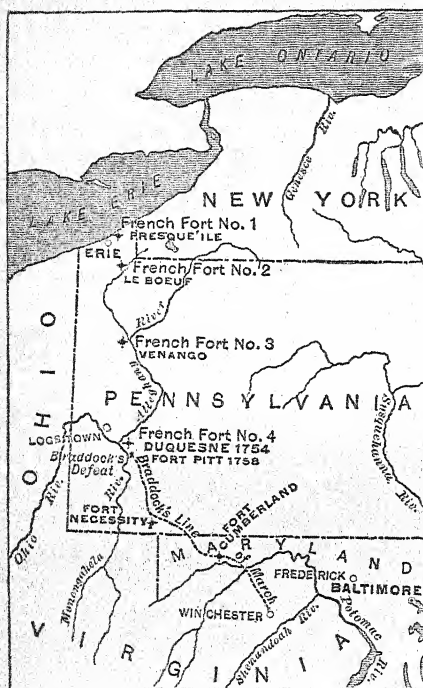 LAKE ONTARIO
Genesee Riv.
LAKE ERIE
NEW YORK
French Fort No. 1
PRESQUE'ILE
ERIE
French Fort No. 2
LE BOEUF
Allegheny River
French Fort No. 3
VENANGO
OHIO
PENNSYLVANIA
Susquehanna Riv.
LOGSTOWN
French Fort No. 4
DUQUESNE 1754
FORT PITT 1758
Braddock's
Defeat
Ohio Riv.
FORT
NECESSITY
Braddock's Line of March
FORT
CUMBERLAND
Monongahela Riv.
MARYLAND
FREDERICK
BALTIMORE
WINCHESTER
Shenandoah Riv.
Potomac Riv.
VIRGINIA